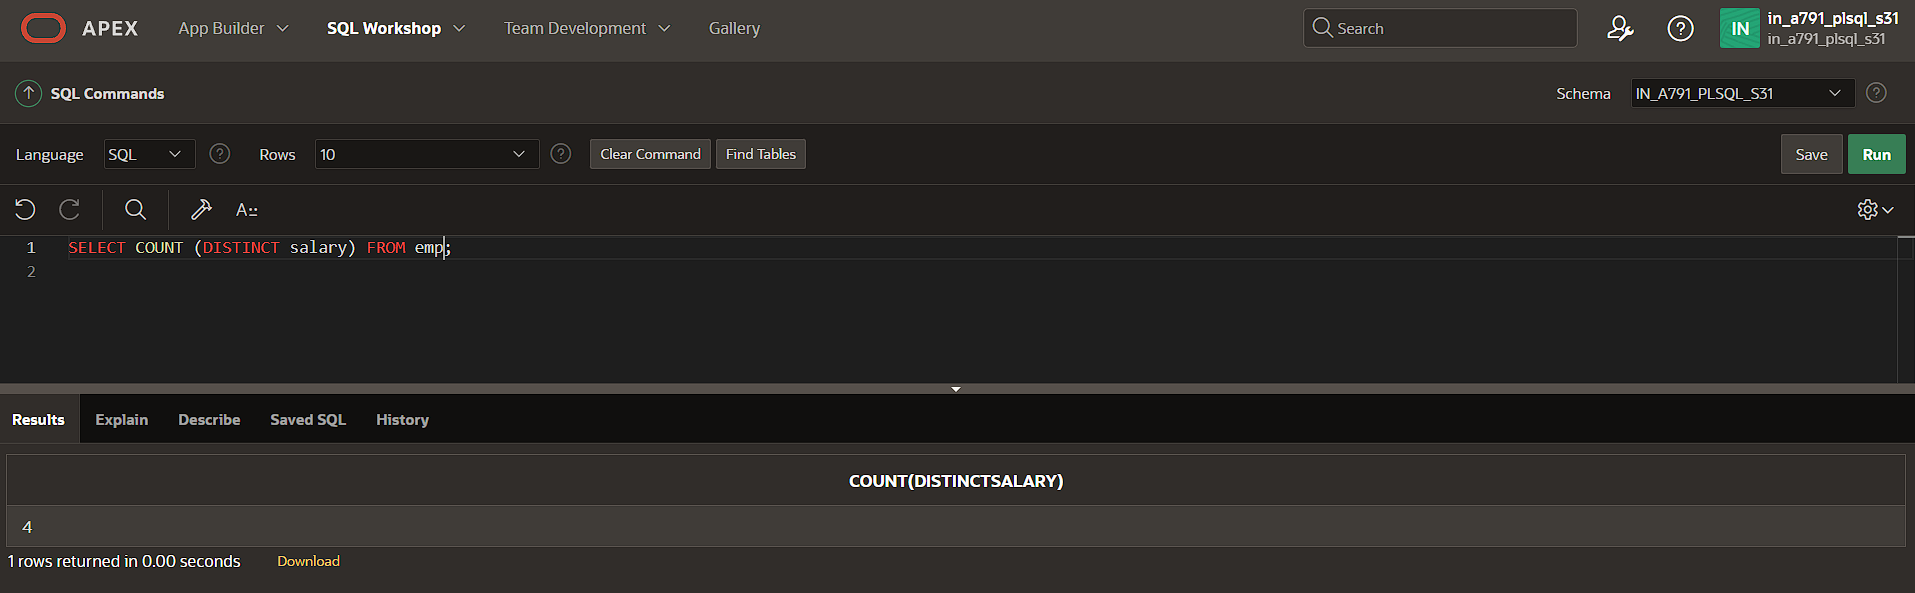 APEX App Builder SQL Workshop Team Development Gallery Search IN in_a791_plsql_s31
in_a791_plsql_s31
SQL Commands Schema IN_A791_PLSQL_S31 ?
Language SQL ? Rows 10 ? Clear Command Find Tables Save Run
A::
1 SELECT COUNT (DISTINCT salary) FROM emp;
2
Results Explain Describe Saved SQL History
COUNT(DISTINCTSALARY)
4
1 rows returned in 0.00 seconds Download